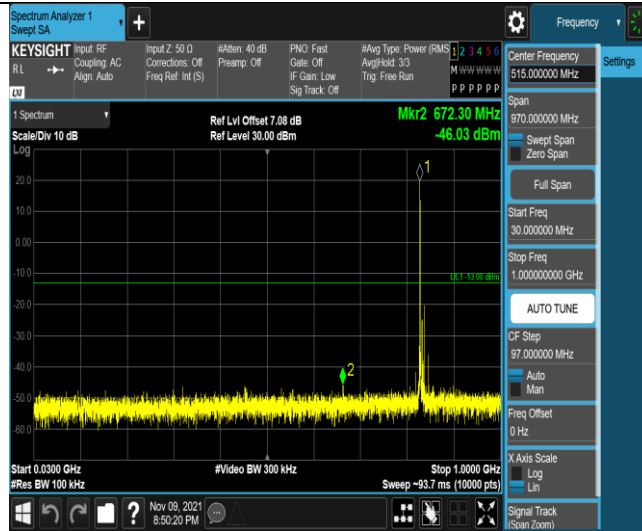 Spectrum Analyzer 1
Swept SA
Frequency
KEYSIGHT
RL
LXI
Input: RF
Coupling: AC
Align: Auto
Input Z: 50 Ω
Corrections: Off
Freq Ref: Int (S)
#Atten: 40 dB
Preamp: Off
PNO: Fast
Gate: Off
IF Gain: Low
Sig Track: Off
#Avg Type: Power (RMS
Avg|Hold: 3/3
Trig: Free Run
1 2 3 4 5 6
M W W W W W
P P P P P P
1 Spectrum
Scale/Div 10 dB
Ref Lvl Offset 7.08 dB
Ref Level 30.00 dBm
Mkr2 672.30 MHz
-46.03 dBm
Log
20.0
10.0
0.00
-10.0
-20.0
-30.0
-40.0
-50.0
-60.0
1
DL1 -13.00 dBm
2
Start 0.0300 GHz
#Res BW 100 kHz
#Video BW 300 kHz
Stop 1.0000 GHz
Sweep ~93.7 ms (10000 pts)
Nov 09, 2021
8:50:20 PM
?
Center Frequency
515.000000 MHz
Span
970.000000 MHz
Swept Span
Zero Span
Full Span
Start Freq
30.000000 MHz
Stop Freq
1.000000000 GHz
AUTO TUNE
CF Step
97.000000 MHz
Auto
Man
Freq Offset
0 Hz
X Axis Scale
Log
Lin
Signal Track
(Span Zoom)
Settings